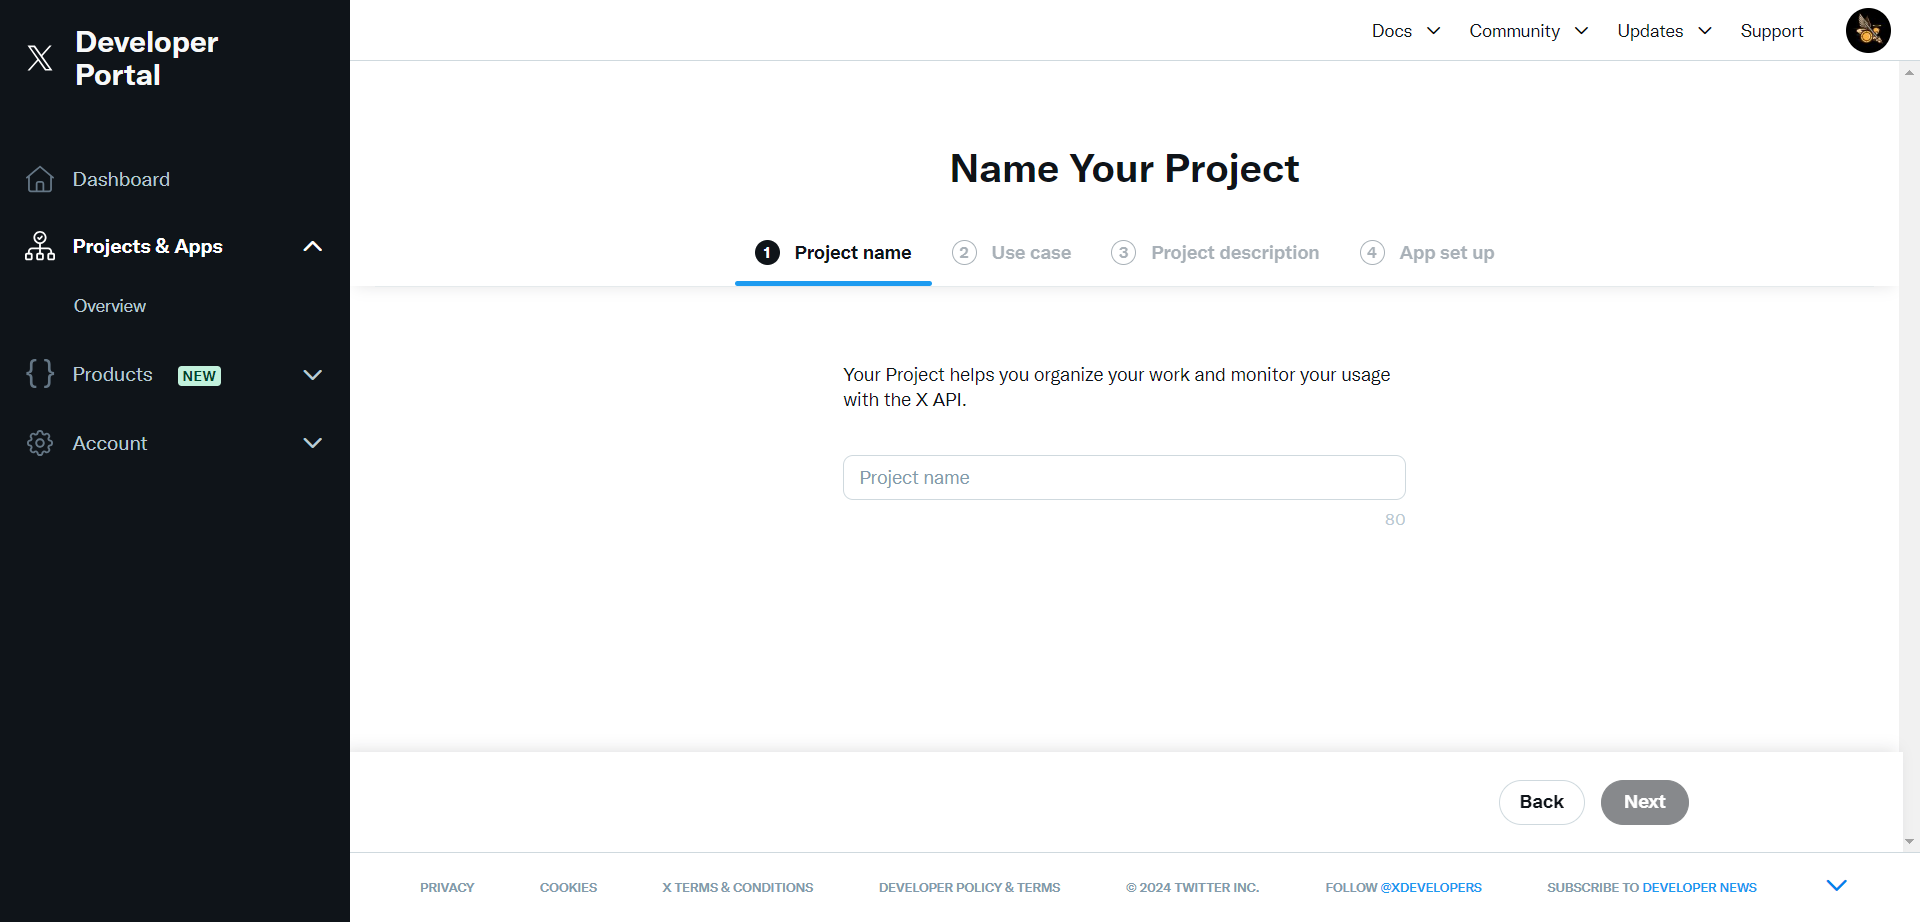 Developer
Portal
Docs
Community
Updates
Support
Dashboard
Projects & Apps
Overview
{ } Products NEW
Account
Name Your Project
1 Project name
2 Use case
3 Project description
4 App set up
Your Project helps you organize your work and monitor your usage
with the X API.
Project name
80
Back
Next
PRIVACY
COOKIES
X TERMS & CONDITIONS
DEVELOPER POLICY & TERMS
© 2024 TWITTER INC.
FOLLOW @XDEVELOPERS
SUBSCRIBE TO DEVELOPER NEWS